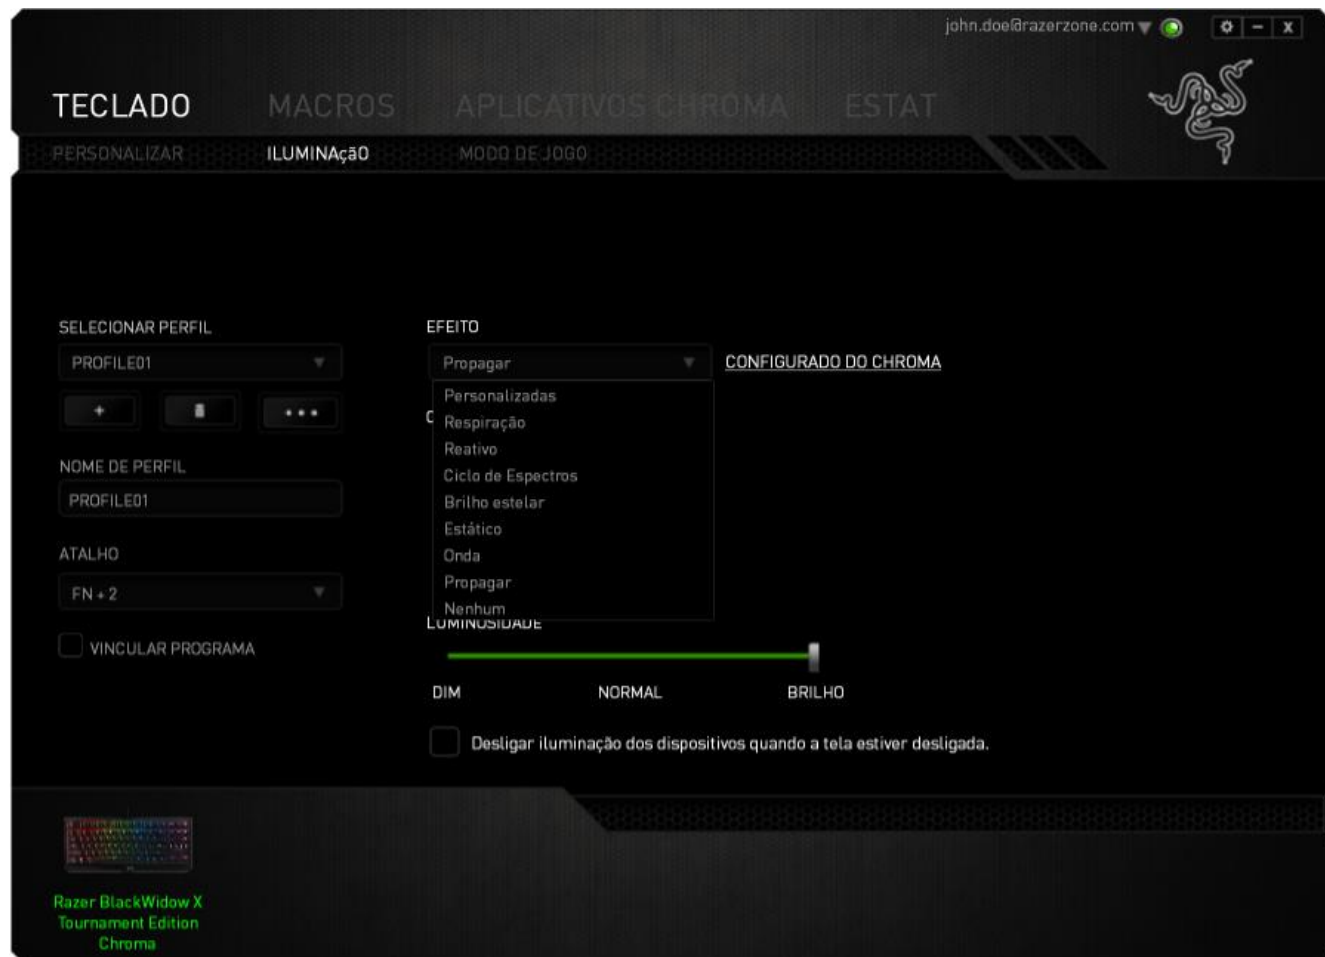 john.doe@razerzone.com
TECLADO MACROS APLICATIVOS CHROMA ESTAT
PERSONALIZAR ILUMINAçãO MODO DE JOGO
SELECIONAR PERFIL
PROFILE01
NOME DE PERFIL
PROFILE01
ATALHO
FN + 2
VINCULAR PROGRAMA
EFEITO
Propagar
CONFIGURADO DO CHROMA
Personalizadas
Respiração
Reativo
Ciclo de Espectros
Brilho estelar
Estático
Onda
Propagar
Nenhum
LUMINOSIDADE
DIM NORMAL BRILHO
Desligar iluminação dos dispositivos quando a tela estiver desligada.
Razer BlackWidow X
Tournament Edition
Chroma